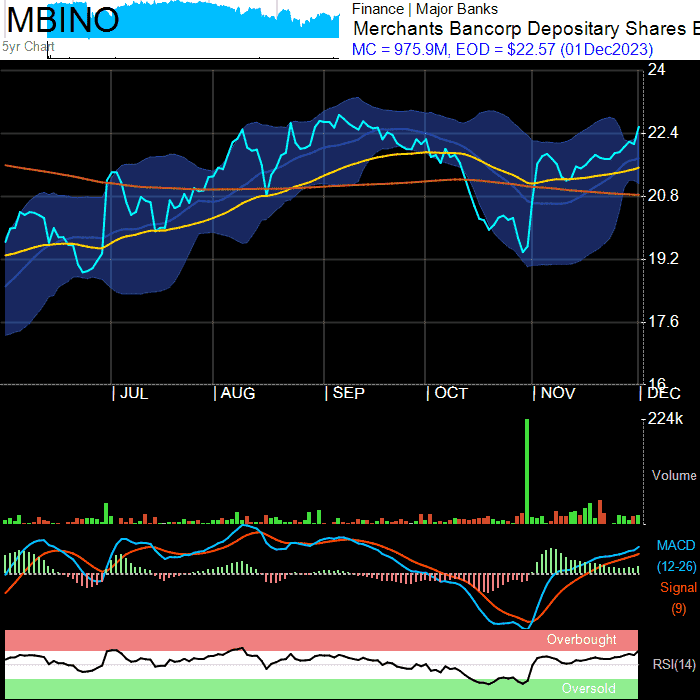 MBINO
5yr Chart
Finance | Major Banks
Merchants Bancorp Depositary Shares E
MC = 975.9M, EOD = $22.57 (01Dec2023)
24
22.4
20.8
19.2
17.6
16
JUL
AUG
SEP
OCT
NOV
DEC
224k
Volume
MACD
(12-26)
Signal
(9)
Overbought
RSI(14)
Oversold